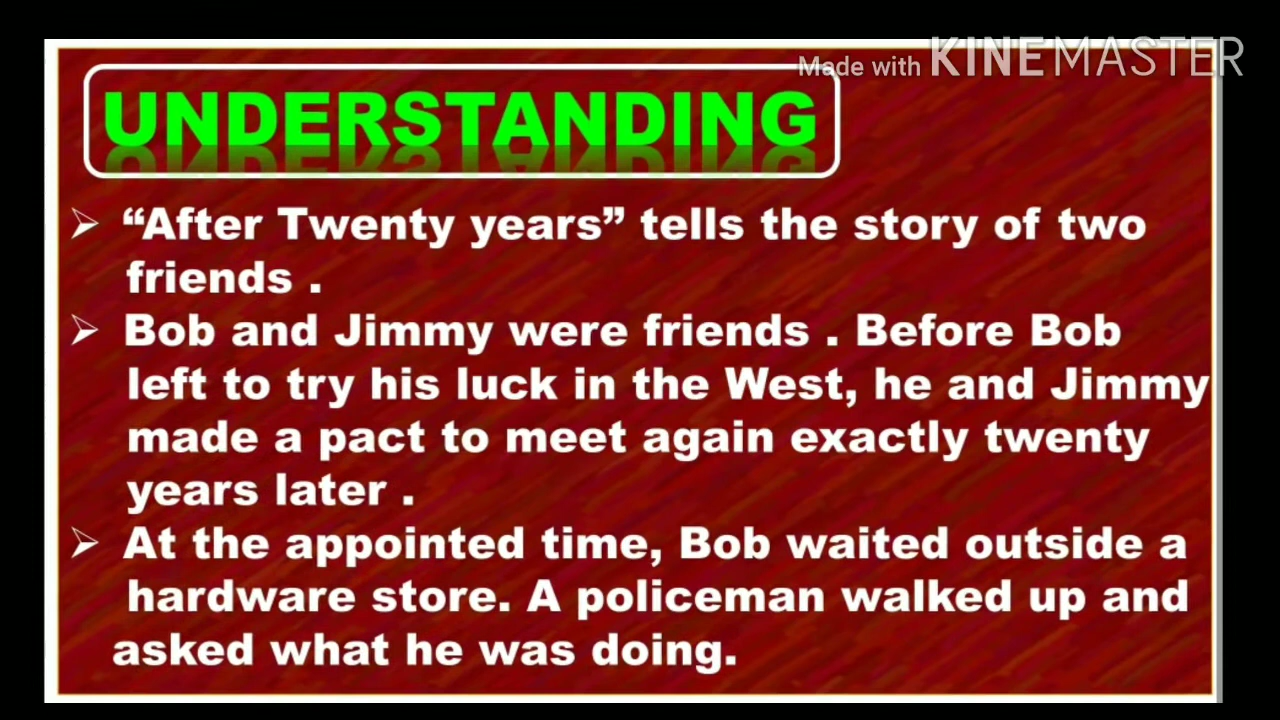 Made with KINEMASTER
UNDERSTANDING
➢ “After Twenty years” tells the story of two
friends .
➢ Bob and Jimmy were friends . Before Bob
left to try his luck in the West, he and Jimmy
made a pact to meet again exactly twenty
years later .
➢ At the appointed time, Bob waited outside a
hardware store. A policeman walked up and
asked what he was doing.